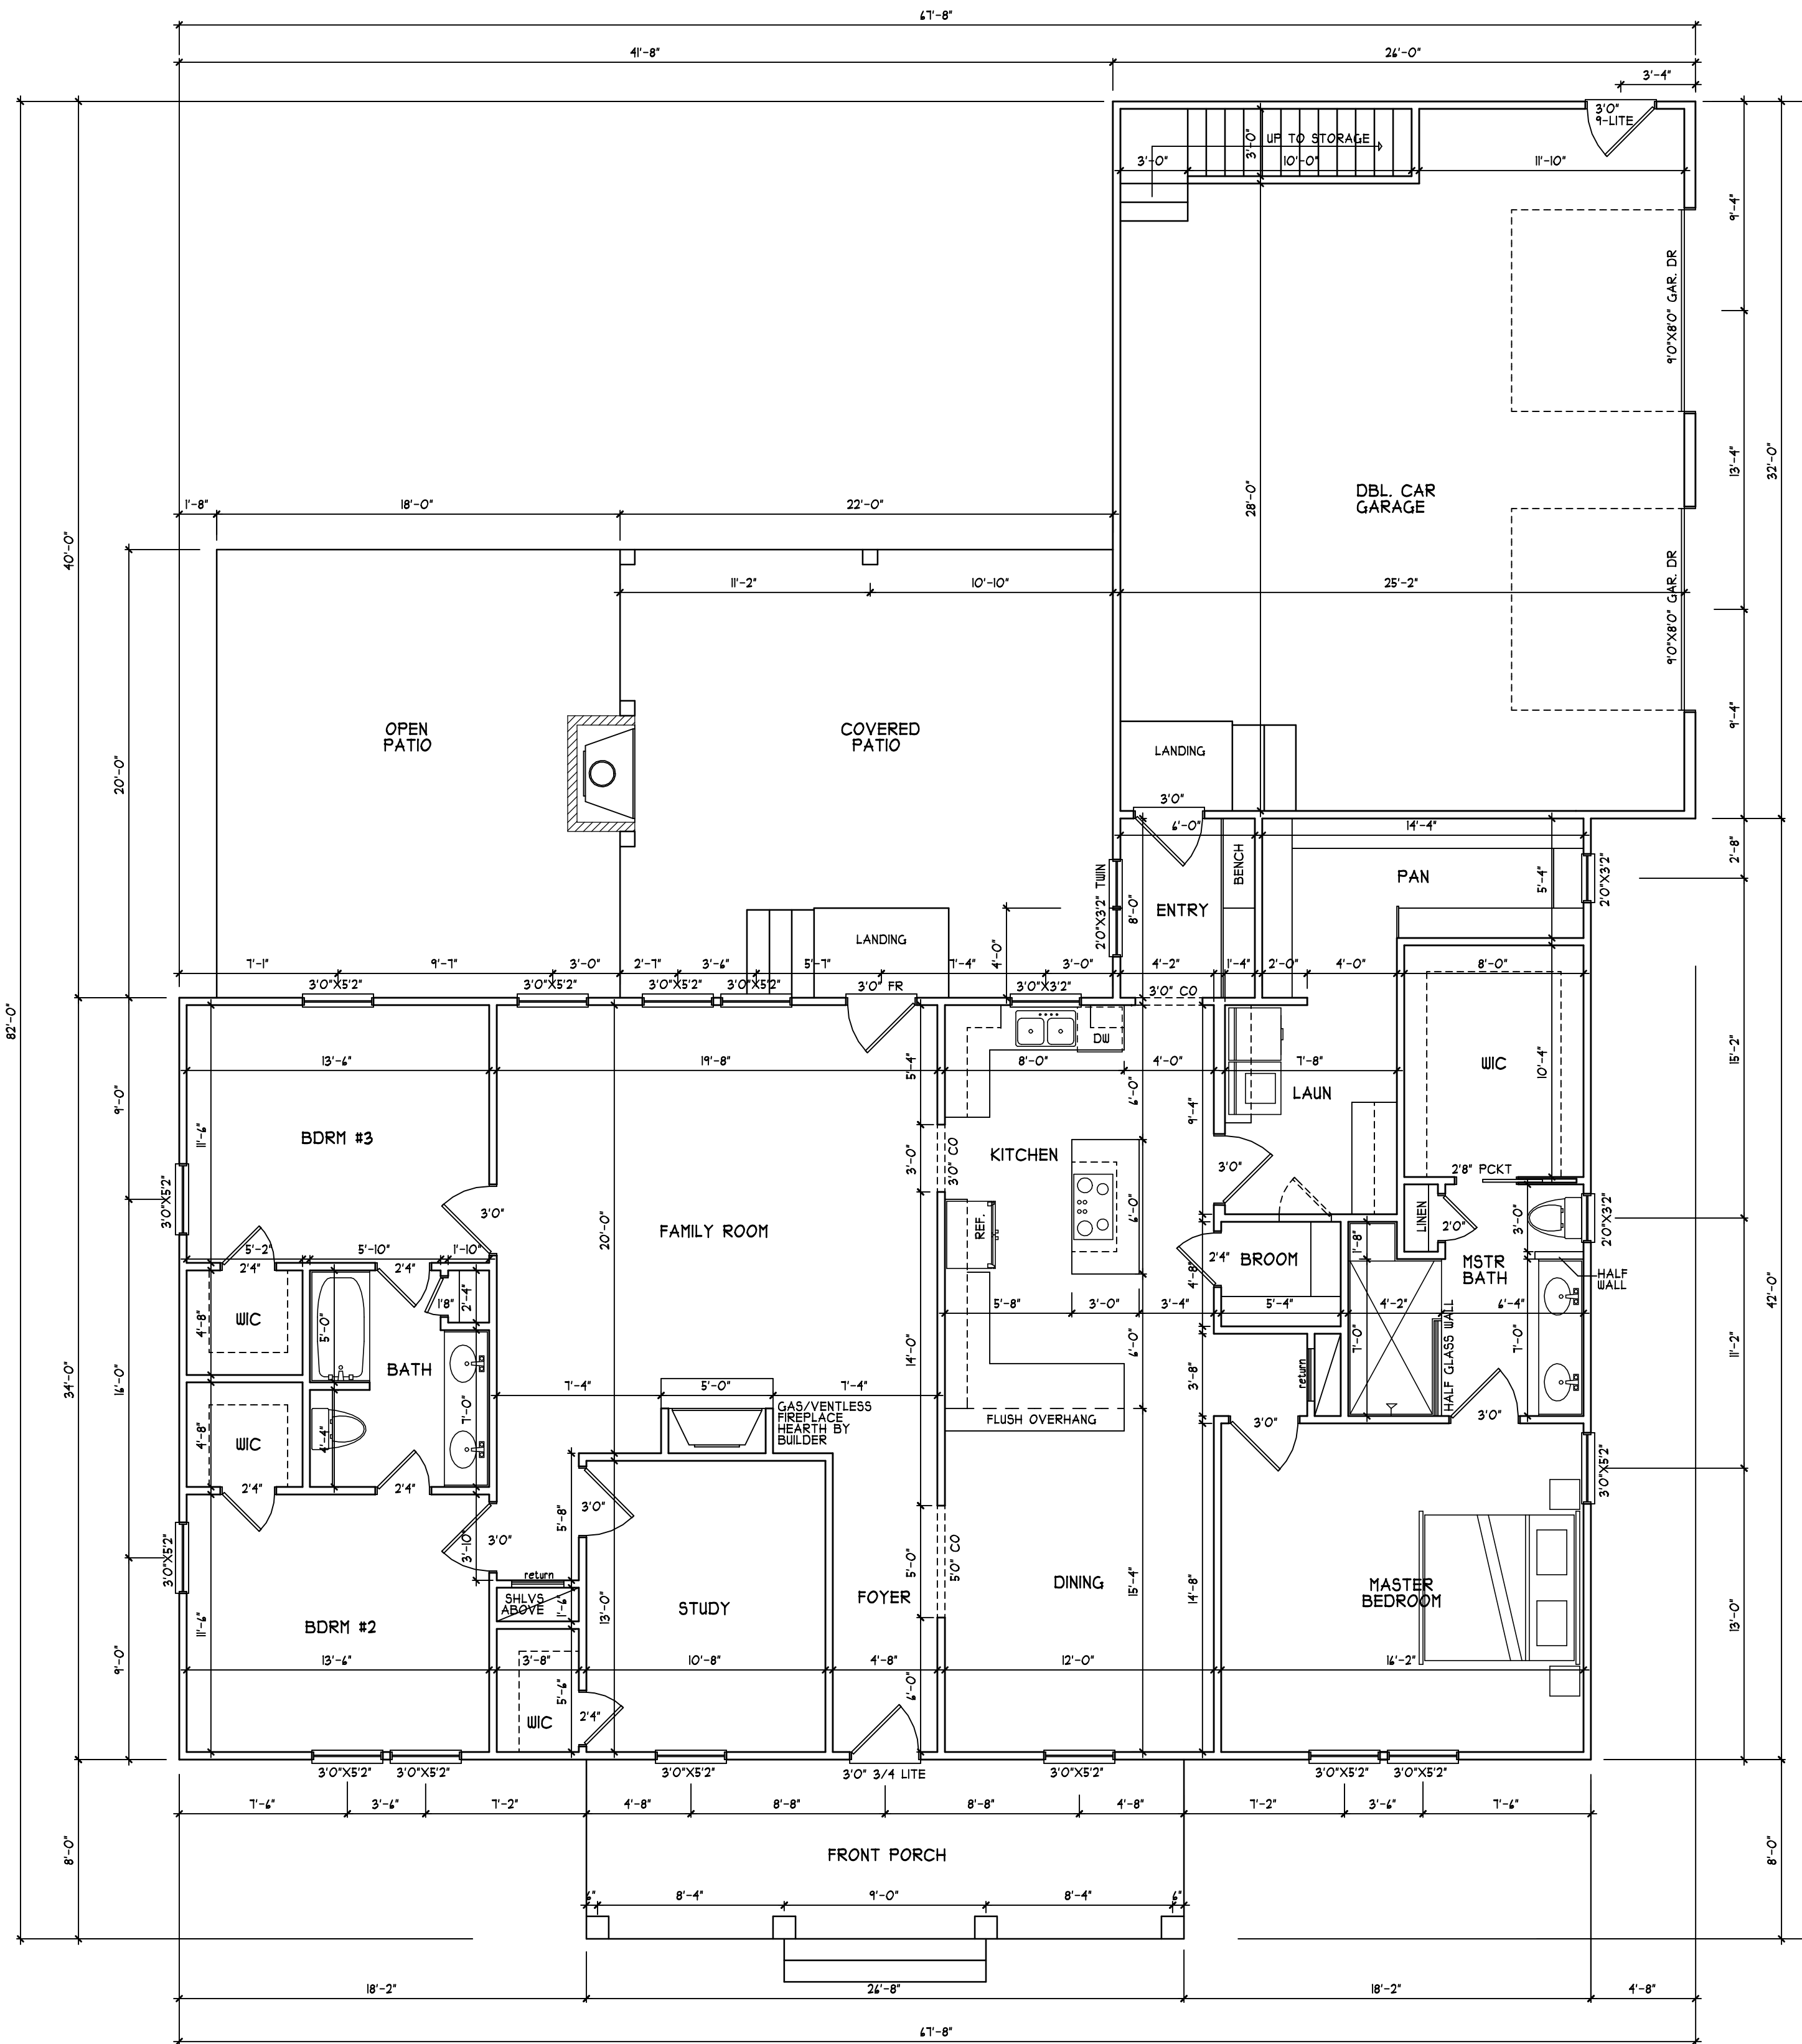 67'-8"
41'-8"
26'-0"
3'-4"
3'0"
9-LITE
UP TO STORAGE
3'-0"
3'-0"
10'-0"
11'-10"
9'-4"
9'0"X8'0" GAR. DR
40'-0"
28'-0"
DBL. CAR
GARAGE
13'-4"
32'-0"
1'-8"
18'-0"
22'-0"
11'-2"
10'-10"
25'-2"
9'0"X8'0" GAR. DR
20'-0"
OPEN
PATIO
COVERED
PATIO
LANDING
9'-4"
3'0"
6'-0"
14'-4"
BENCH
PAN
5'-4"
2'0"X3'2"
2'-8"
2'0"X3'2" TWIN
8'-0"
ENTRY
LANDING
4'-0"
82'-0"
7'-1"
9'-7"
3'-0"
2'-7"
3'-6"
5'-7"
7'-4"
3'-0"
4'-2"
1'-4"
2'-0"
4'-0"
8'-0"
3'0"X5'2"
3'0"X5'2"
3'0"X5'2"
3'0"X5'2"
3'0" FR
3'0"X3'2"
3'0" CO
DW
13'-6"
19'-8"
5'-4"
8'-0"
4'-0"
7'-8"
WIC
10'-4"
15'-2"
9'-0"
11'-6"
BDRM #3
6'-0"
9'-4"
LAUN
KITCHEN
3'-0"
3'0" CO
3'0"
2'8" PCKT
3'0"X5'2"
3'0"
20'-0"
FAMILY ROOM
REF.
6'-0"
LINEN
2'0"
3'-0"
2'0"X3'2"
5'-2"
5'-10"
1'-10"
2'4"
2'4"
2'4"
BROOM
1'-8"
MSTR
BATH
HALF
WALL
4'-8"
WIC
5'-0"
1'8"
2'-4"
4'-8"
5'-8"
3'-0"
3'-4"
5'-4"
4'-2"
6'-4"
42'-0"
34'-0"
16'-0"
BATH
14'-0"
6'-0"
3'-8"
return
7'-0"
HALF GLASS WALL
7'-0"
11'-2"
7'-4"
5'-0"
7'-4"
GAS/VENTLESS
FIREPLACE
HEARTH BY
BUILDER
FLUSH OVERHANG
3'0"
3'0"
4'-8"
WIC
4'-4"
7'-0"
2'4"
2'4"
3'0"X5'2"
3'0"
5'-8"
3'0"
3'-10"
3'0"X5'2"
5'-0"
5'0" CO
return
SHLVS
ABOVE
1'-6"
13'-0"
STUDY
FOYER
DINING
15'-4"
14'-8"
MASTER
BEDROOM
13'-0"
9'-0"
11'-6"
BDRM #2
13'-6"
3'-8"
10'-8"
4'-8"
12'-0"
16'-2"
5'-6"
WIC
2'4"
6'-0"
3'0"X5'2"
3'0"X5'2"
3'0"X5'2"
3'0" 3/4 LITE
3'0"X5'2"
3'0"X5'2"
3'0"X5'2"
7'-6"
3'-6"
7'-2"
4'-8"
8'-8"
8'-8"
4'-8"
7'-2"
3'-6"
7'-6"
8'-0"
FRONT PORCH
8'-0"
6"
8'-4"
9'-0"
8'-4"
6"
18'-2"
26'-8"
18'-2"
4'-8"
67'-8"